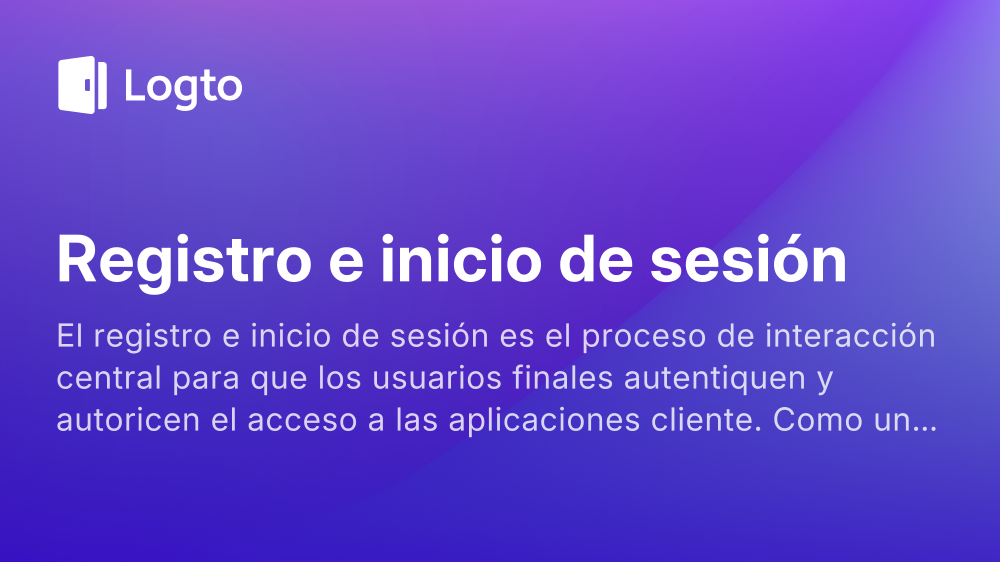 Logto
Registro e inicio de sesión
El registro e inicio de sesión es el proceso de interacción
central para que los usuarios finales autentiquen y
autoricen el acceso a las aplicaciones cliente. Como un...